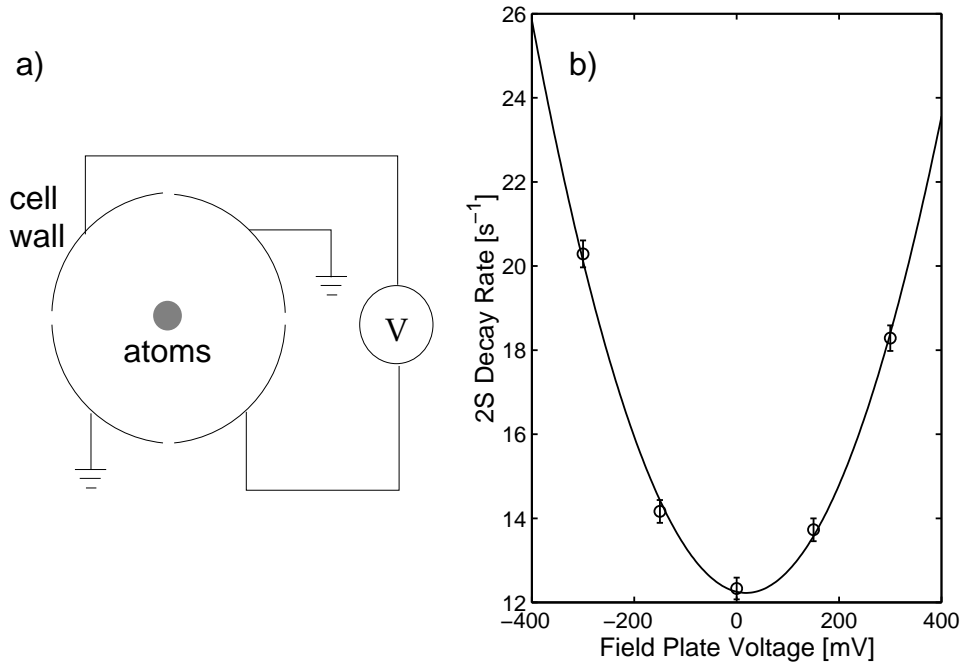 a)
cell
wall
atoms
V
b)
2S Decay Rate [s⁻¹]
26
24
22
20
18
16
14
12
−400 −200 0 200 400
Field Plate Voltage [mV]